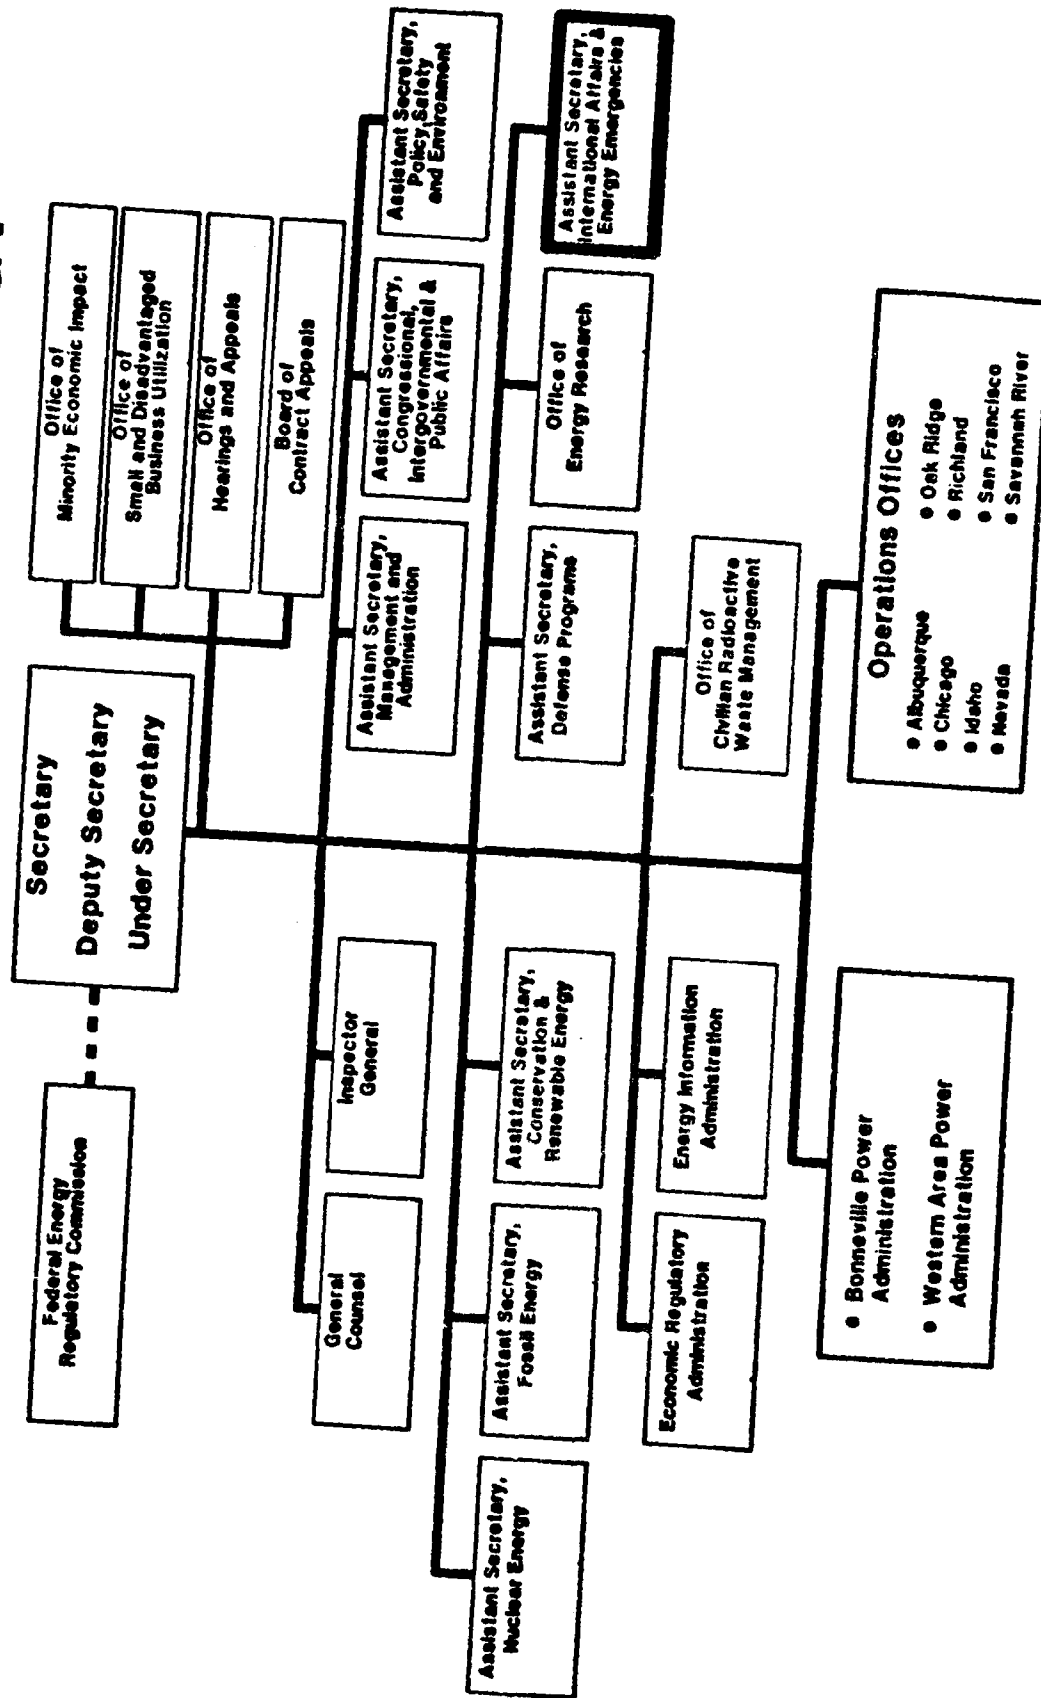 Secretary
Deputy Secretary
Under Secretary
Federal Energy
Regulatory Commission
Office of
Minority Economic Impact
Office of
Small and Disadvantaged
Business Utilization
Office of
Hearings and Appeals
Board of
Contract Appeals
General
Counsel
Inspector
General
Assistant Secretary,
Management and
Administration
Assistant Secretary,
Congressional,
Intergovernmental &
Public Affairs
Assistant Secretary,
Policy, Safety
and Environment
Assistant Secretary,
Nuclear Energy
Assistant Secretary,
Fossil Energy
Assistant Secretary,
Conservation &
Renewable Energy
Assistant Secretary,
Defense Programs
Office of
Energy Research
Assistant Secretary,
International Affairs &
Energy Emergencies
Economic Regulatory
Administration
Energy Information
Administration
Office of
Civilian Radioactive
Waste Management
● Bonneville Power
Administration
● Western Area Power
Administration
Operations Offices
● Albuquerque
● Chicago
● Idaho
● Nevada
● Oak Ridge
● Richland
● San Francisco
● Savannah River